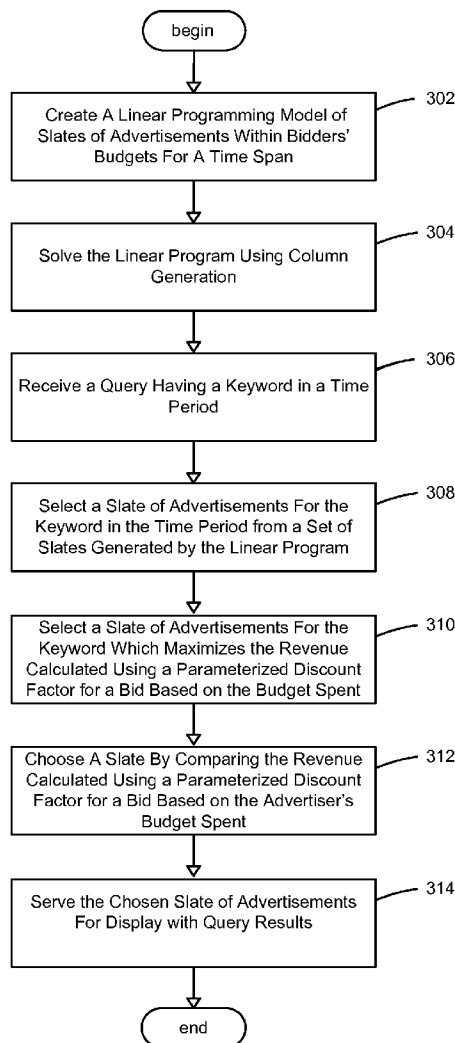 begin
302
Create A Linear Programming Model of
Slates of Advertisements Within Bidders'
Budgets For A Time Span
304
Solve the Linear Program Using Column
Generation
306
Receive a Query Having a Keyword in a Time
Period
308
Select a Slate of Advertisements For the
Keyword in the Time Period from a Set of
Slates Generated by the Linear Program
310
Select a Slate of Advertisements For the
Keyword Which Maximizes the Revenue
Calculated Using a Parameterized Discount
Factor for a Bid Based on the Budget Spent
312
Choose A Slate By Comparing the Revenue
Calculated Using a Parameterized Discount
Factor for a Bid Based on the Advertiser's
Budget Spent
314
Serve the Chosen Slate of Advertisements
For Display with Query Results
end